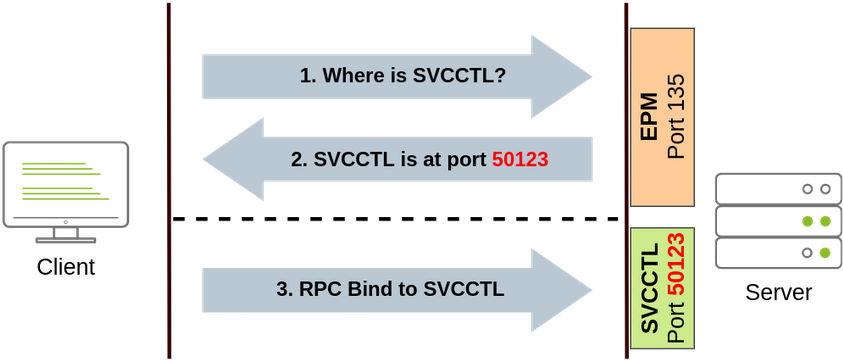 1. Where is SVCCTL?
EPM
Port 135
2. SVCCTL is at port 50123
Client
Server
3. RPC Bind to SVCCTL
SVCCTL
Port 50123